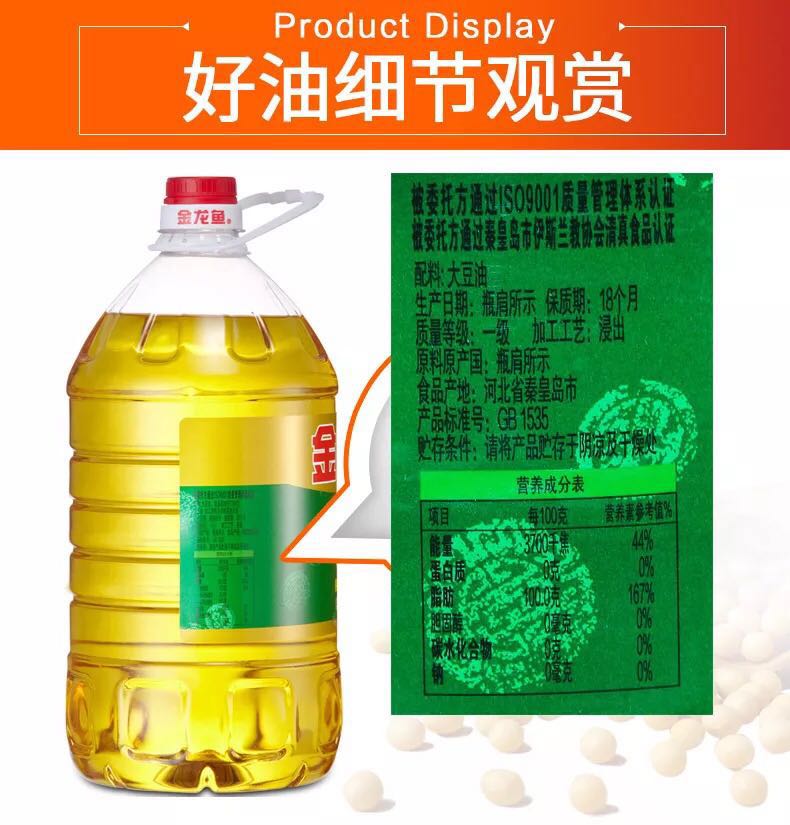 Product Display
好油细节观赏
金龙鱼
金
被委托方通过ISO9001质量管理体系认证
被委托方通过秦皇岛市伊斯兰教协会清真食品认证
配料: 大豆油
生产日期: 瓶肩所示 保质期: 18个月
质量等级: 一级 加工工艺: 浸出
原料原产国: 瓶肩所示
食品产地: 河北省秦皇岛市
产品标准号: GB 1535
贮存条件: 请将产品贮存于阴凉及干燥处
营养成分表
项目 每100克 营养素参考值%
能量 3700千焦 44%
蛋白质 0克 0%
脂肪 100.0克 167%
胆固醇 0毫克 0%
碳水化合物 0克 0%
钠 0毫克 0%